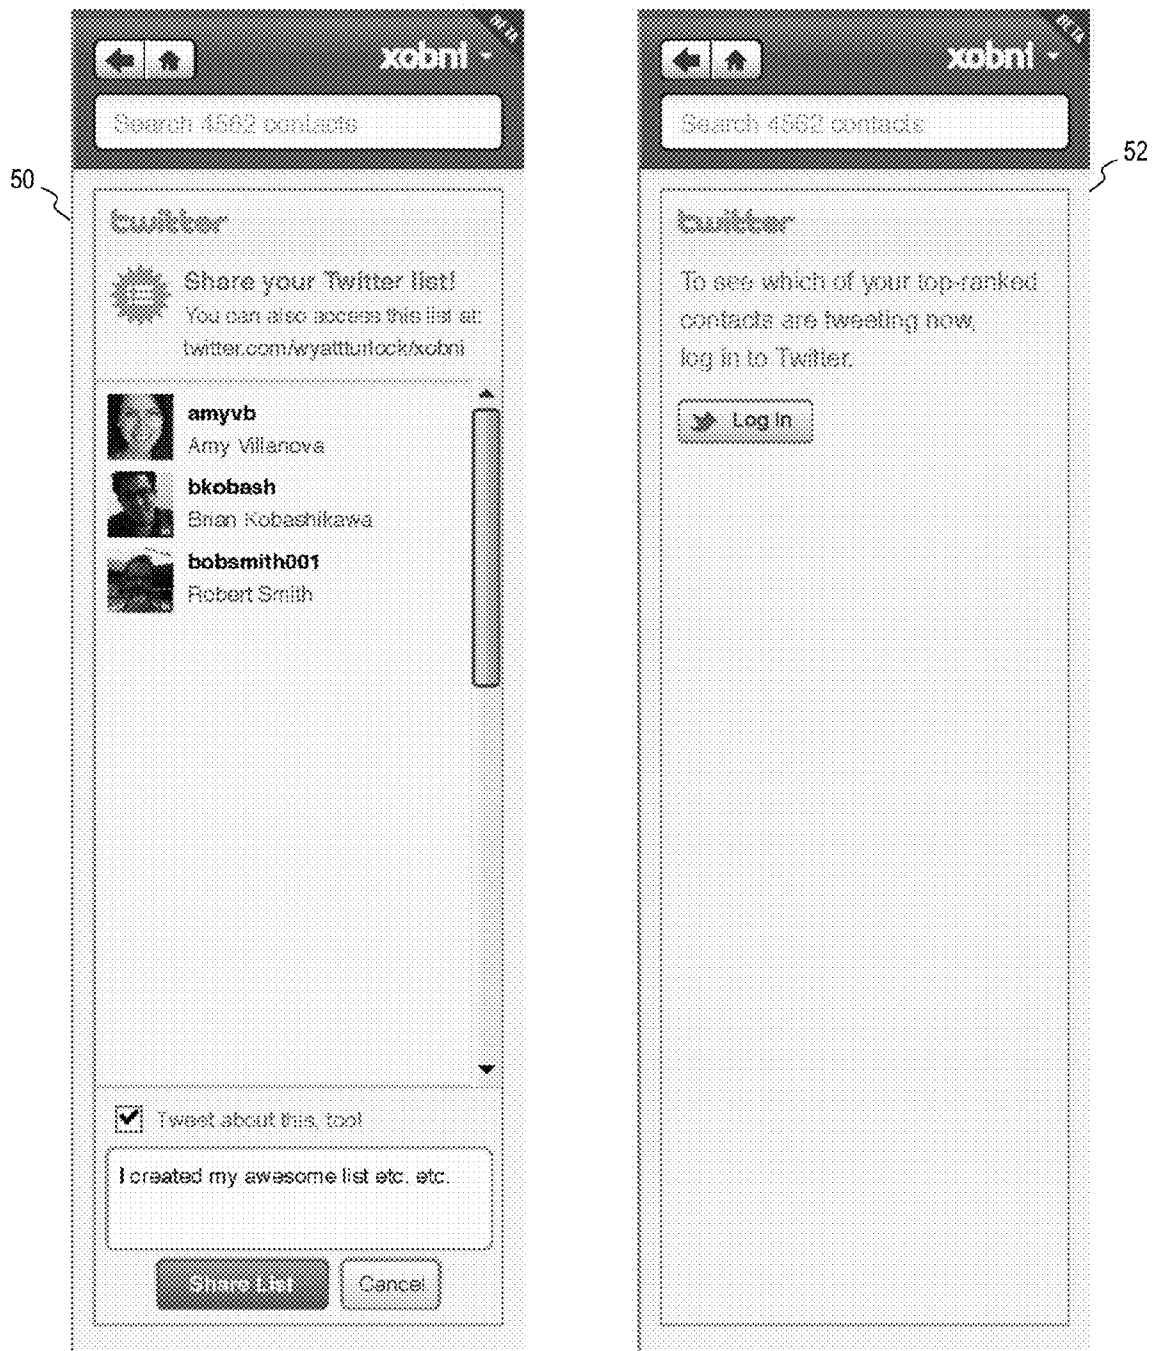 BETA
xobni
Search 4562 contacts
50
twitter
Share your Twitter list!
You can also access this list at:
twitter.com/wyattturlock/xobni
amyvb
Amy Villanova
bkobash
Brian Kobashikawa
bobsmith001
Robert Smith
Tweet about this, too!
I created my awesome list etc. etc.
Share List
Cancel
BETA
xobni
Search 4562 contacts
52
twitter
To see which of your top-ranked
contacts are tweeting now,
log in to Twitter.
Log In